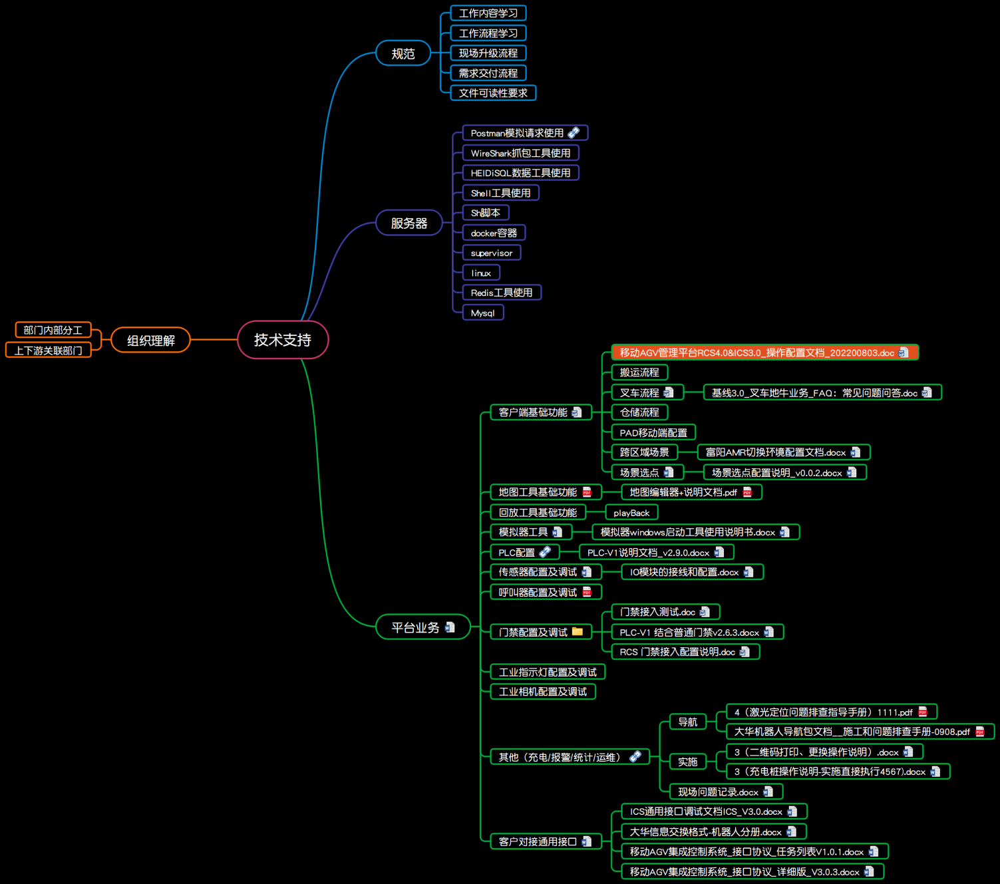 技术支持
规范
工作内容学习
工作流程学习
现场升级流程
需求交付流程
文件可读性要求
服务器
Postman模拟请求使用
WireShark抓包工具使用
HEIDiSQL数据工具使用
Shell工具使用
Sh脚本
docker容器
supervisor
linux
Redis工具使用
Mysql
组织理解
部门内部分工
上下游关联部门
平台业务
客户端基础功能
移动AGV管理平台RCS4.0&ICS3.0_操作配置文档_202200803.doc
搬运流程
叉车流程
基线3.0_叉车地牛业务_FAQ：常见问题问答.doc
仓储流程
PAD移动端配置
跨区域场景
富阳AMR切换环境配置文档.docx
场景选点
场景选点配置说明_v0.0.2.docx
地图工具基础功能
地图编辑器+说明文档.pdf
回放工具基础功能
playBack
模拟器工具
模拟器windows启动工具使用说明书.docx
PLC配置
PLC-V1说明文档_v2.9.0.docx
传感器配置及调试
IO模块的接线和配置.docx
呼叫器配置及调试
门禁配置及调试
门禁接入测试.doc
PLC-V1 结合普通门禁v2.6.3.docx
RCS 门禁接入配置说明.doc
工业指示灯配置及调试
工业相机配置及调试
其他（充电/报警/统计/运维）
导航
4（激光定位问题排查指导手册）1111.pdf
大华机器人导航包文档__施工和问题排查手册-0908.pdf
实施
3（二维码打印、更换操作说明）.docx
3（充电桩操作说明-实施直接执行4567).docx
现场问题记录.docx
客户对接通用接口
ICS通用接口调试文档ICS_V3.0.docx
大华信息交换格式-机器人分册.docx
移动AGV集成控制系统_接口协议_任务列表V1.0.1.docx
移动AGV集成控制系统_接口协议_详细版_V3.0.3.docx